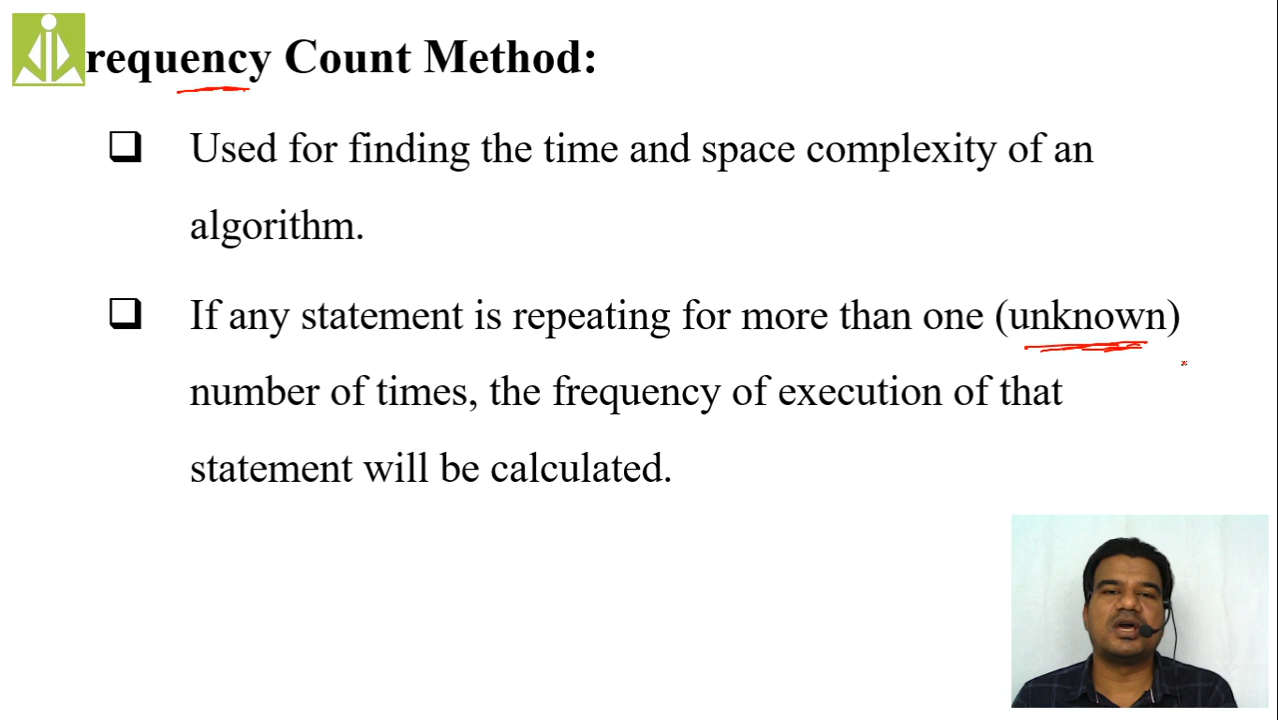 requency Count Method:
Used for finding the time and space complexity of an
algorithm.
If any statement is repeating for more than one (unknown)
number of times, the frequency of execution of that
statement will be calculated.